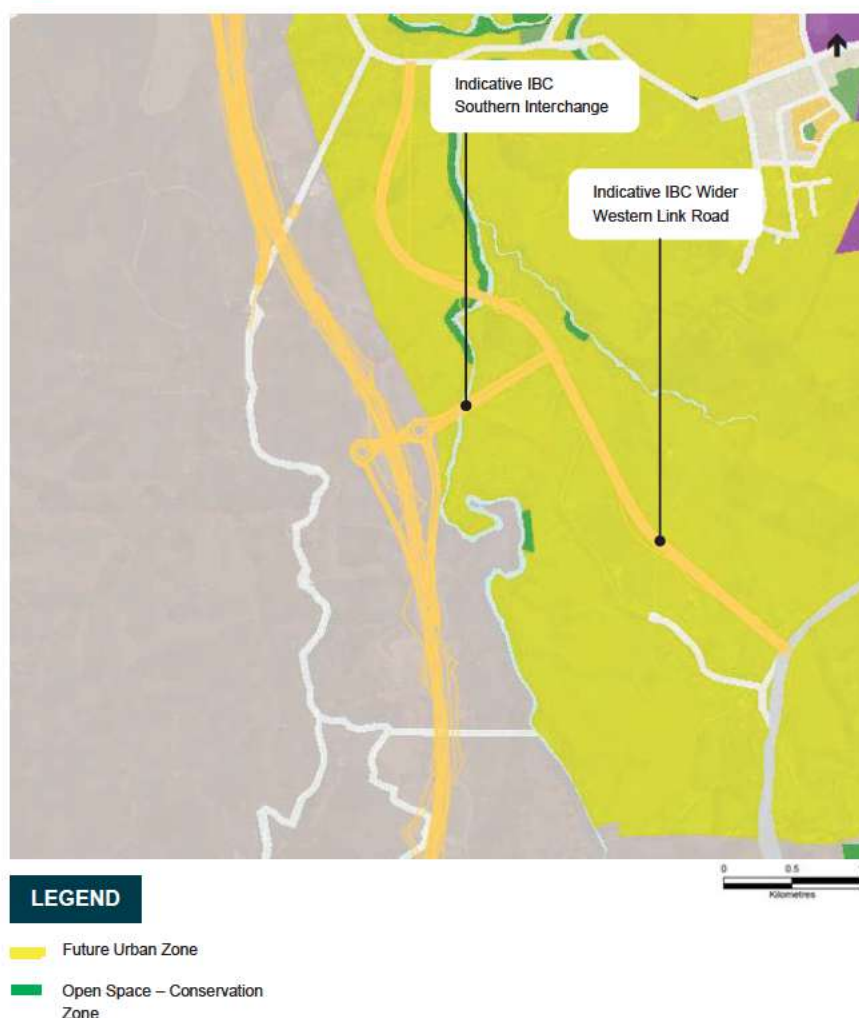 Indicative IBC
Southern Interchange
Indicative IBC Wider
Western Link Road
0 0.5
Kilometres
LEGEND
Future Urban Zone
Open Space – Conservation
Zone